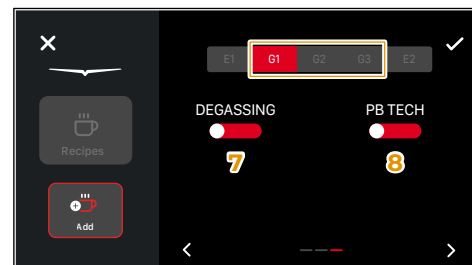 E1 G1 G2 G3 E2
DEGASSING PB TECH
7 8
Recipes
Add